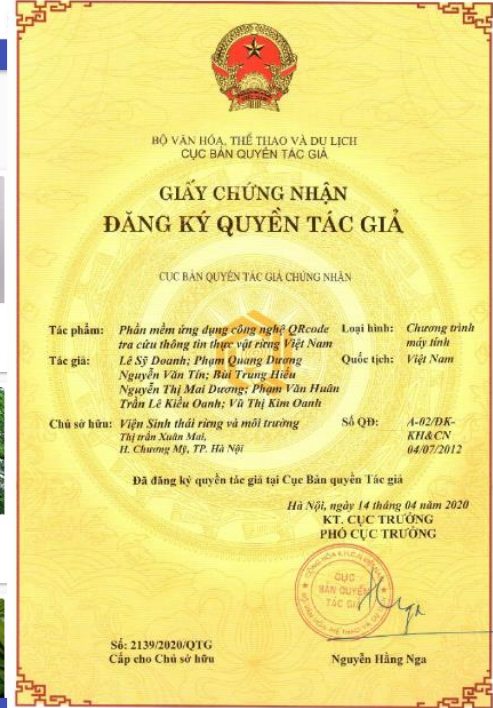 BỘ VĂN HÓA, THỂ THAO VÀ DU LỊCH
CỤC BẢN QUYỀN TÁC GIẢ
GIẤY CHỨNG NHẬN
ĐĂNG KÝ QUYỀN TÁC GIẢ
CỤC BẢN QUYỀN TÁC GIẢ CHỨNG NHẬN
Tác phẩm: Phần mềm ứng dụng công nghệ QRcode Loại hình: Chương trình
tra cứu thông tin thực vật rừng Việt Nam máy tính
Tác giả: Lê Sỹ Doanh; Phạm Quang Dương Quốc tịch: Việt Nam
Nguyễn Văn Tín; Bùi Trung Hiếu
Nguyễn Thị Mai Dương; Phạm Văn Huân
Trần Lê Kiều Oanh; Vũ Thị Kim Oanh
Chủ sở hữu: Viện Sinh thái rừng và môi trường Số QĐ: A-02/ĐK-
Thị trấn Xuân Mai, KH&CN
H. Chương Mỹ, TP. Hà Nội 04/07/2012
Đã đăng ký quyền tác giả tại Cục Bản quyền Tác giả
Hà Nội, ngày 14 tháng 04 năm 2020
KT. CỤC TRƯỞNG
PHÓ CỤC TRƯỞNG
CỤC
BẢN QUYỀN
TÁC GIẢ
Số: 2139/2020/QTG
Cấp cho Chủ sở hữu Nguyễn Hằng Nga